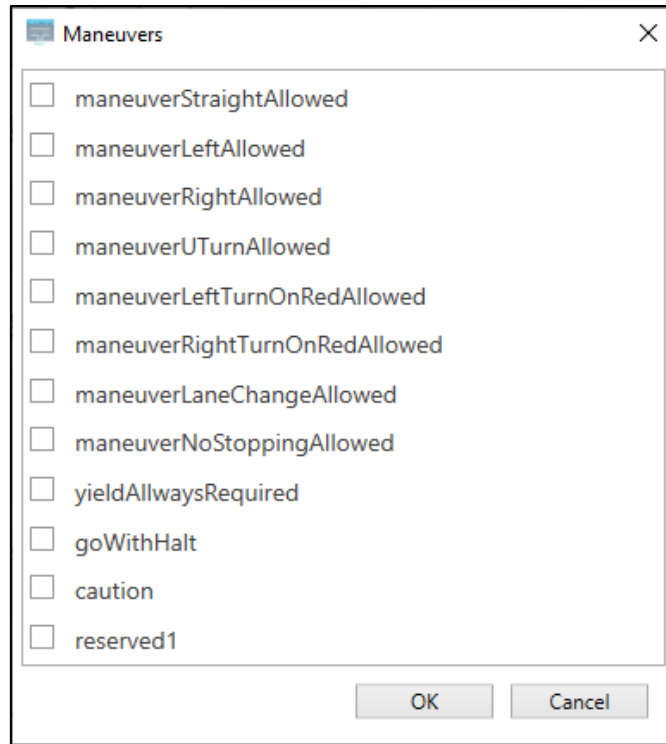 Maneuvers
maneuverStraightAllowed
maneuverLeftAllowed
maneuverRightAllowed
maneuverUTurnAllowed
maneuverLeftTurnOnRedAllowed
maneuverRightTurnOnRedAllowed
maneuverLaneChangeAllowed
maneuverNoStoppingAllowed
yieldAllwaysRequired
goWithHalt
caution
reserved1
OK Cancel